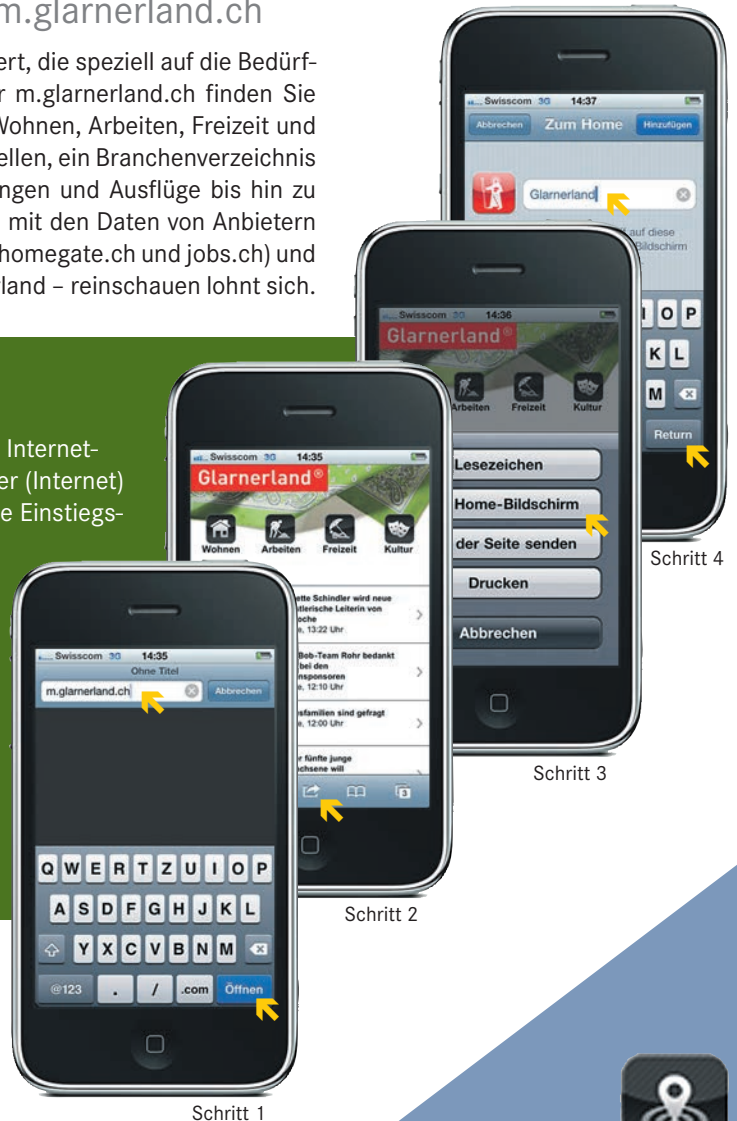 m.glarnerland.ch
ert, die speziell auf die Bedürf-
r m.glarnerland.ch finden Sie
Wohnen, Arbeiten, Freizeit und
ellen, ein Branchenverzeichnis
ngen und Ausflüge bis hin zu
mit den Daten von Anbietern
homegate.ch und jobs.ch) und
rland – reinschauen lohnt sich.
Internet-
er (Internet)
e Einstiegs-
Swisscom 3G 14:37
Abbrechen Zum Home Hinzufügen
Glarnerland
auf diese
Bildschirm
I O P
K L
M
Return
Schritt 4
Swisscom 3G 14:36
Glarnerland®
Arbeiten Freizeit Kultur
Lesezeichen
Home-Bildschirm
der Seite senden
Drucken
Abbrechen
Schritt 3
Swisscom 3G 14:35
Glarnerland®
Wohnen Arbeiten Freizeit Kultur
ette Schindler wird neue
stlerische Leiterin von
oche
e, 13:22 Uhr
Bob-Team Rohr bedankt
bei den
nsponsoren
e, 12:10 Uhr
sfamilien sind gefragt
e, 12:00 Uhr
r fünfte junge
chsene will
3
Schritt 2
Swisscom 3G 14:35
Ohne Titel
m.glarnerland.ch Abbrechen
Q W E R T Z U I O P
A S D F G H J K L
Y X C V B N M
@123 . / .com Öffnen
Schritt 1